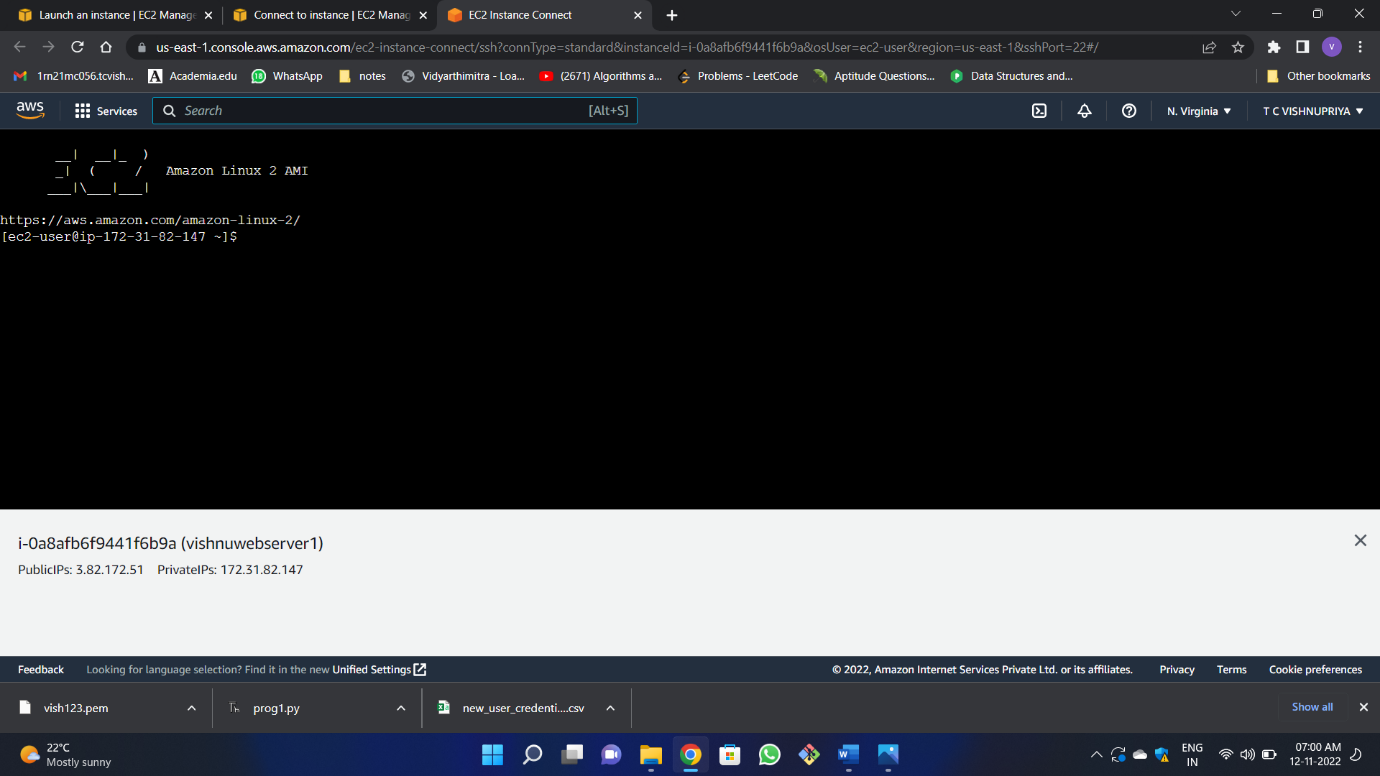 Launch an instance | EC2 Manage
Connect to instance | EC2 Manag
EC2 Instance Connect
us-east-1.console.aws.amazon.com/ec2-instance-connect/ssh?connType=standard&instanceId=i-0a8afb6f9441f6b9a&osUser=ec2-user&region=us-east-1&sshPort=22#/
V
1rn21mc056.tcvish...
Academia.edu
WhatsApp
notes
Vidyarthimitra - Loa...
(2671) Algorithms a...
Problems - LeetCode
Aptitude Questions...
Data Structures and...
Other bookmarks
aws
Services
Search
[Alt+S]
N. Virginia
T C VISHNUPRIYA
__|  __|_  )
_|  (     /   Amazon Linux 2 AMI
___|\___|___|
https://aws.amazon.com/amazon-linux-2/
[ec2-user@ip-172-31-82-147 ~]$
i-0a8afb6f9441f6b9a (vishnuwebserver1)
PublicIPs: 3.82.172.51 PrivateIPs: 172.31.82.147
Feedback
Looking for language selection? Find it in the new Unified Settings
© 2022, Amazon Internet Services Private Ltd. or its affiliates.
Privacy
Terms
Cookie preferences
vish123.pem
prog1.py
new_user_credenti....csv
Show all
22°C
Mostly sunny
ENG
IN
07:00 AM
12-11-2022